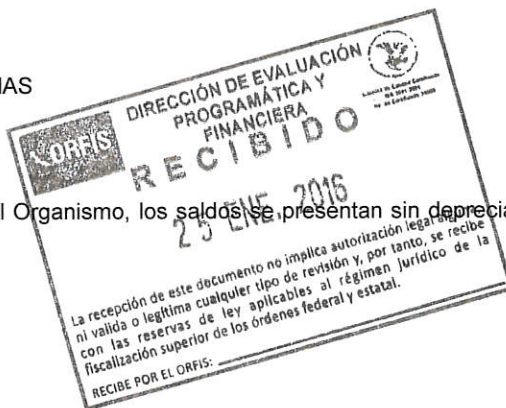 IAS
ORFIS
DIRECCIÓN DE EVALUACIÓN
PROGRAMÁTICA Y
FINANCIERA
RECIBIDO
l Organismo, los saldos se presentan sin deprecia
25 ENE. 2016
La recepción de este documento no implica autorización legal alguna
ni valida o legitima cualquier tipo de revisión y, por tanto, se recibe
con las reservas de ley aplicables al régimen jurídico de la
fiscalización superior de los órdenes federal y estatal.
RECIBE POR EL ORFIS: